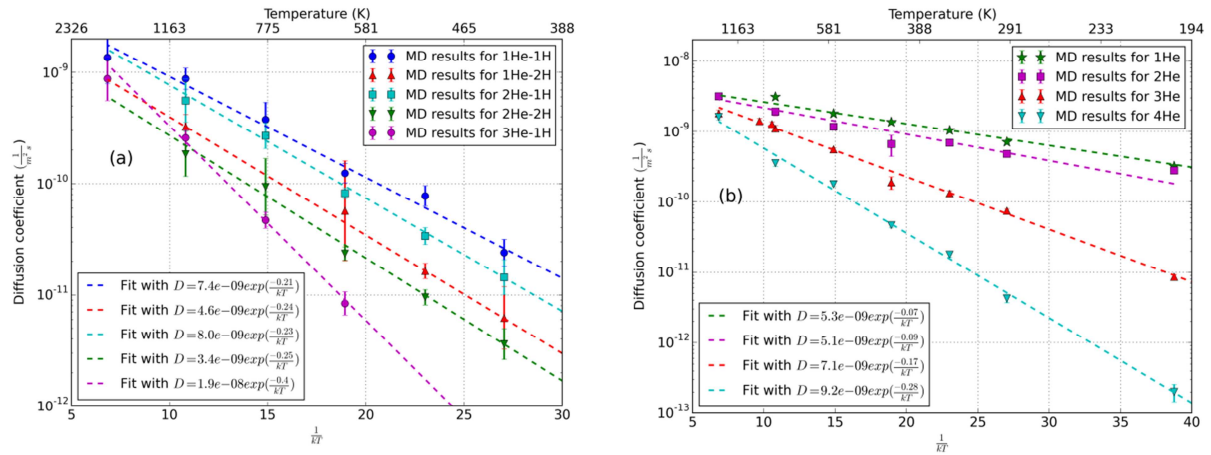 Temperature (K)
2326 1163 775 581 465 388
Diffusion coefficient (1/m² s)
10^-9
10^-10
10^-11
10^-12
MD results for 1He-1H
MD results for 1He-2H
MD results for 2He-1H
MD results for 2He-2H
MD results for 3He-1H
(a)
Fit with D=7.4e−09exp(−0.21/kT)
Fit with D=4.6e−09exp(−0.24/kT)
Fit with D=8.0e−09exp(−0.23/kT)
Fit with D=3.4e−09exp(−0.25/kT)
Fit with D=1.9e−08exp(−0.4/kT)
5 10 15 20 25 30
1/kT
Temperature (K)
1163 581 388 291 233 194
Diffusion coefficient (1/m² s)
10^-8
10^-9
10^-10
10^-11
10^-12
10^-13
MD results for 1He
MD results for 2He
MD results for 3He
MD results for 4He
(b)
Fit with D=5.3e−09exp(−0.07/kT)
Fit with D=5.1e−09exp(−0.09/kT)
Fit with D=7.1e−09exp(−0.17/kT)
Fit with D=9.2e−09exp(−0.28/kT)
5 10 15 20 25 30 35 40
1/kT